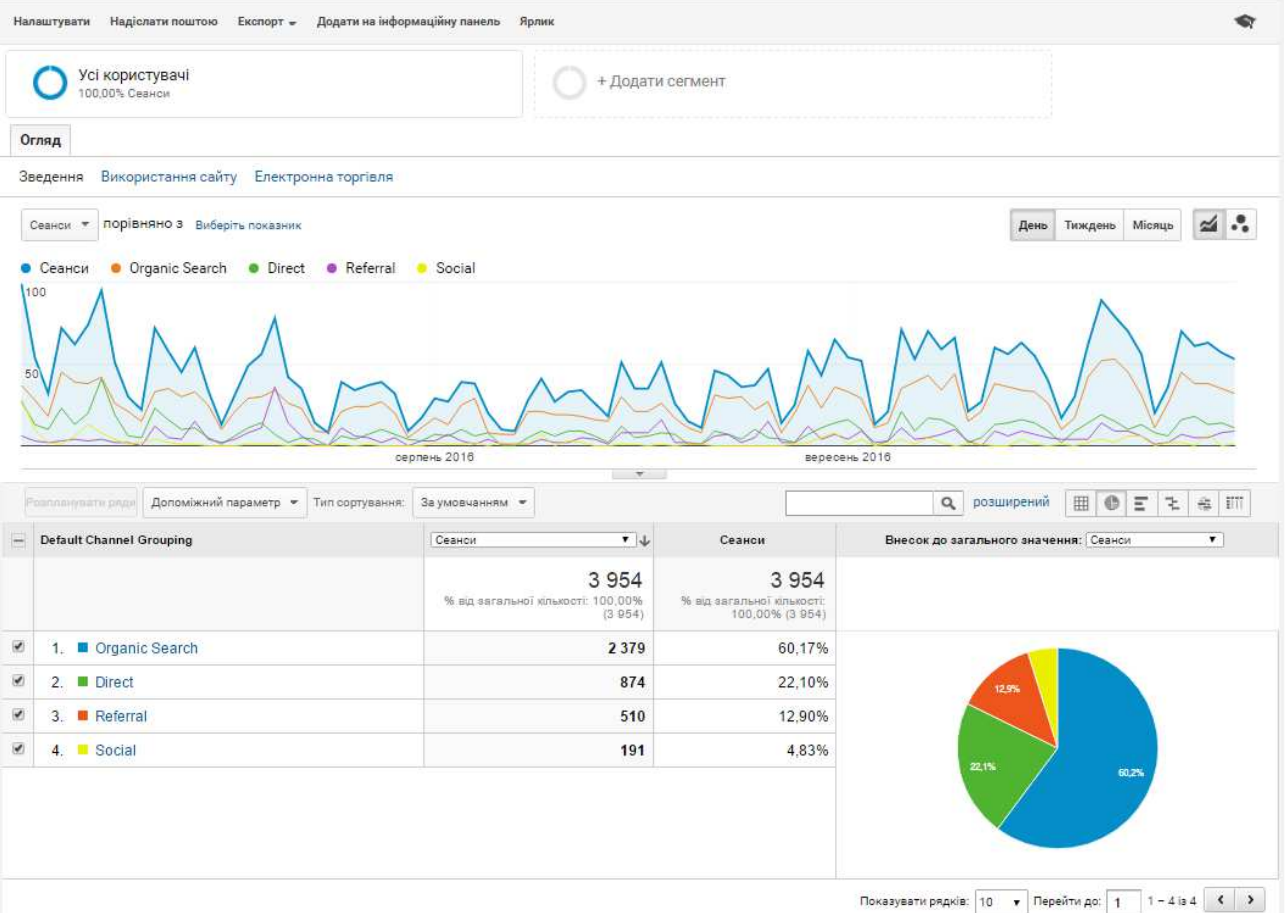 Налаштувати Надіслати поштою Експорт Додати на інформаційну панель Ярлик
Усі користувачі
100,00% Сеанси
+ Додати сегмент
Огляд
Зведення Використання сайту Електронна торгівля
Сеанси порівняно з Виберіть показник
День Тиждень Місяць
Сеанси Organic Search Direct Referral Social
100
50
серпень 2016 вересень 2016
Розпланувати ряди Допоміжний параметр Тип сортування: За умовчанням розширений
Default Channel Grouping Сеанси Сеанси Внесок до загального значення: Сеанси
3 954 3 954
% від загальної кількості: 100,00% (3 954) % від загальної кількості: 100,00% (3 954)
1. Organic Search 2 379 60,17%
2. Direct 874 22,10%
3. Referral 510 12,90%
4. Social 191 4,83%
12,9%
22,1%
60,2%
Показувати рядків: 10 Перейти до: 1 1 – 4 із 4